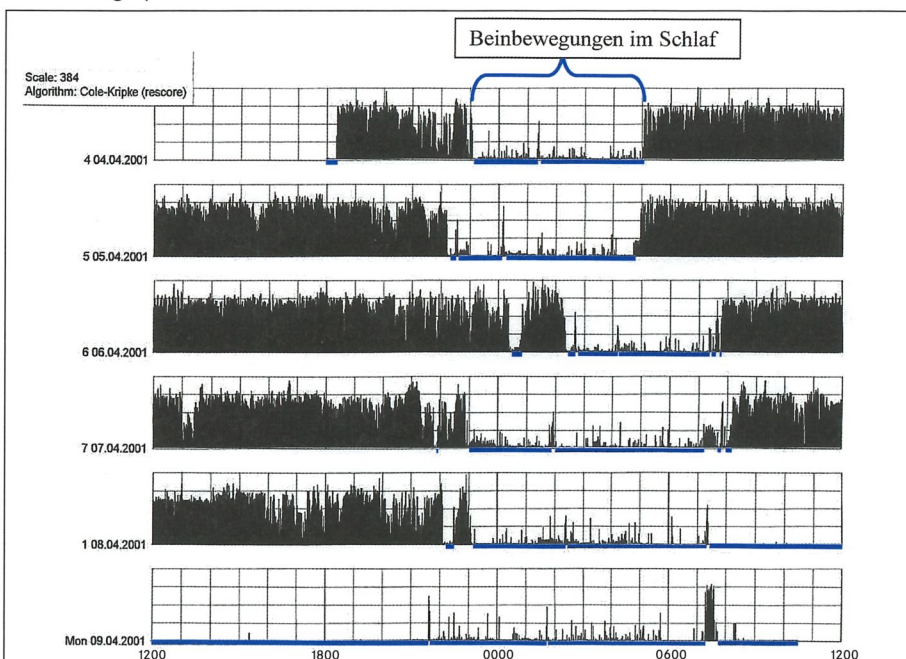 Beinbewegungen im Schlaf
Scale: 384
Algorithm: Cole-Kripke (rescore)
4 04.04.2001
5 05.04.2001
6 06.04.2001
7 07.04.2001
1 08.04.2001
Mon 09.04.2001
1200 1800 0000 0600 1200